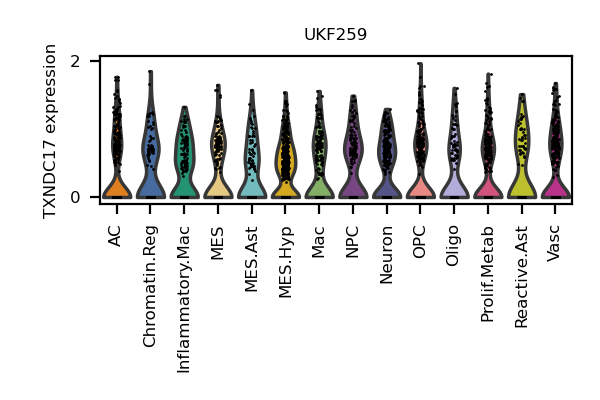 UKF259
TXNDC17 expression
2
0
AC
Chromatin.Reg
Inflammatory.Mac
MES
MES.Ast
MES.Hyp
Mac
NPC
Neuron
OPC
Oligo
Prolif.Metab
Reactive.Ast
Vasc